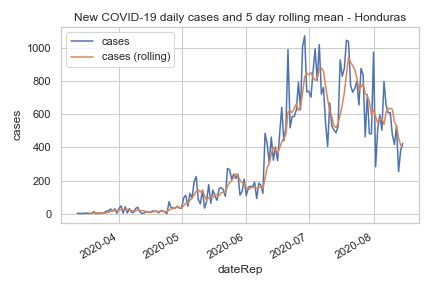 New COVID-19 daily cases and 5 day rolling mean - Honduras
cases
cases (rolling)
1000
800
600
400
200
0
cases
2020-04
2020-05
2020-06
2020-07
2020-08
dateRep